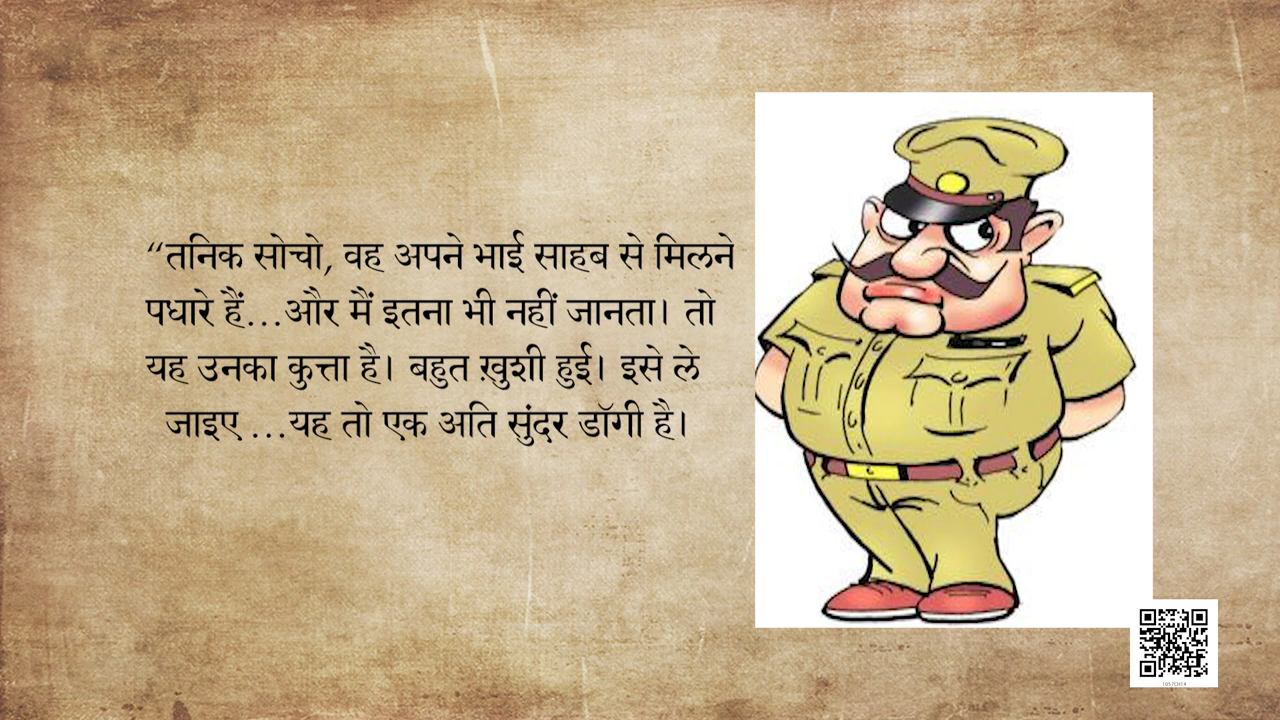 “तनिक सोचो, वह अपने भाई साहब से मिलने
पधारे हैं...और मैं इतना भी नहीं जानता। तो
यह उनका कुत्ता है। बहुत ख़ुशी हुई। इसे ले
जाइए ...यह तो एक अति सुंदर डॉगी है।
1057CH14